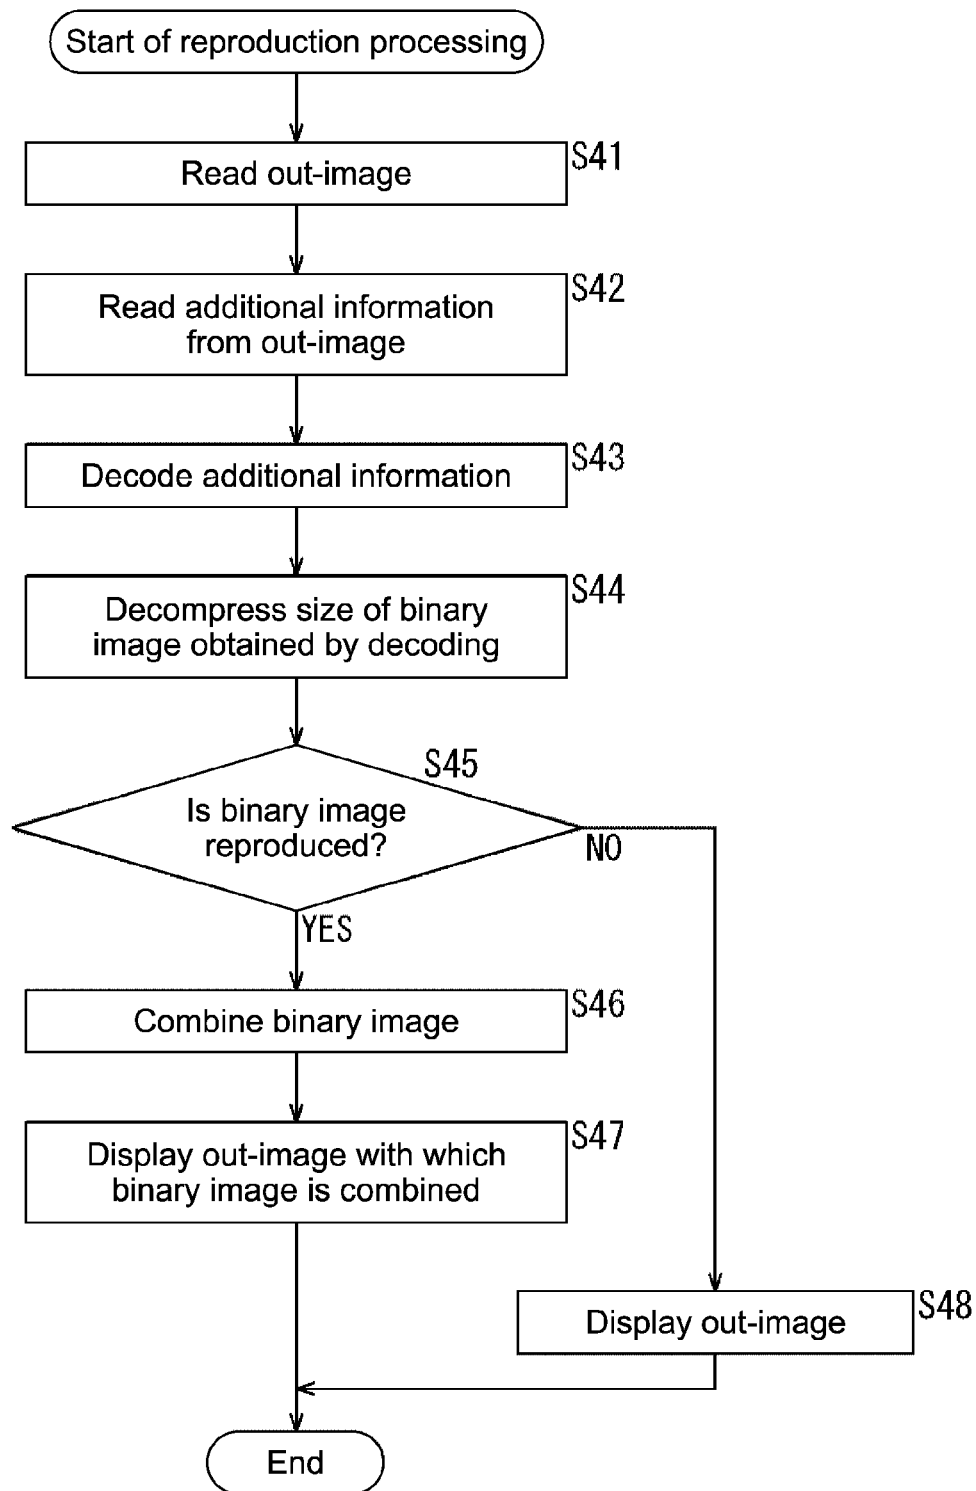 Start of reproduction processing
S41
Read out-image
S42
Read additional information
from out-image
S43
Decode additional information
S44
Decompress size of binary
image obtained by decoding
S45
Is binary image
reproduced?
NO
YES
S46
Combine binary image
S47
Display out-image with which
binary image is combined
S48
Display out-image
End